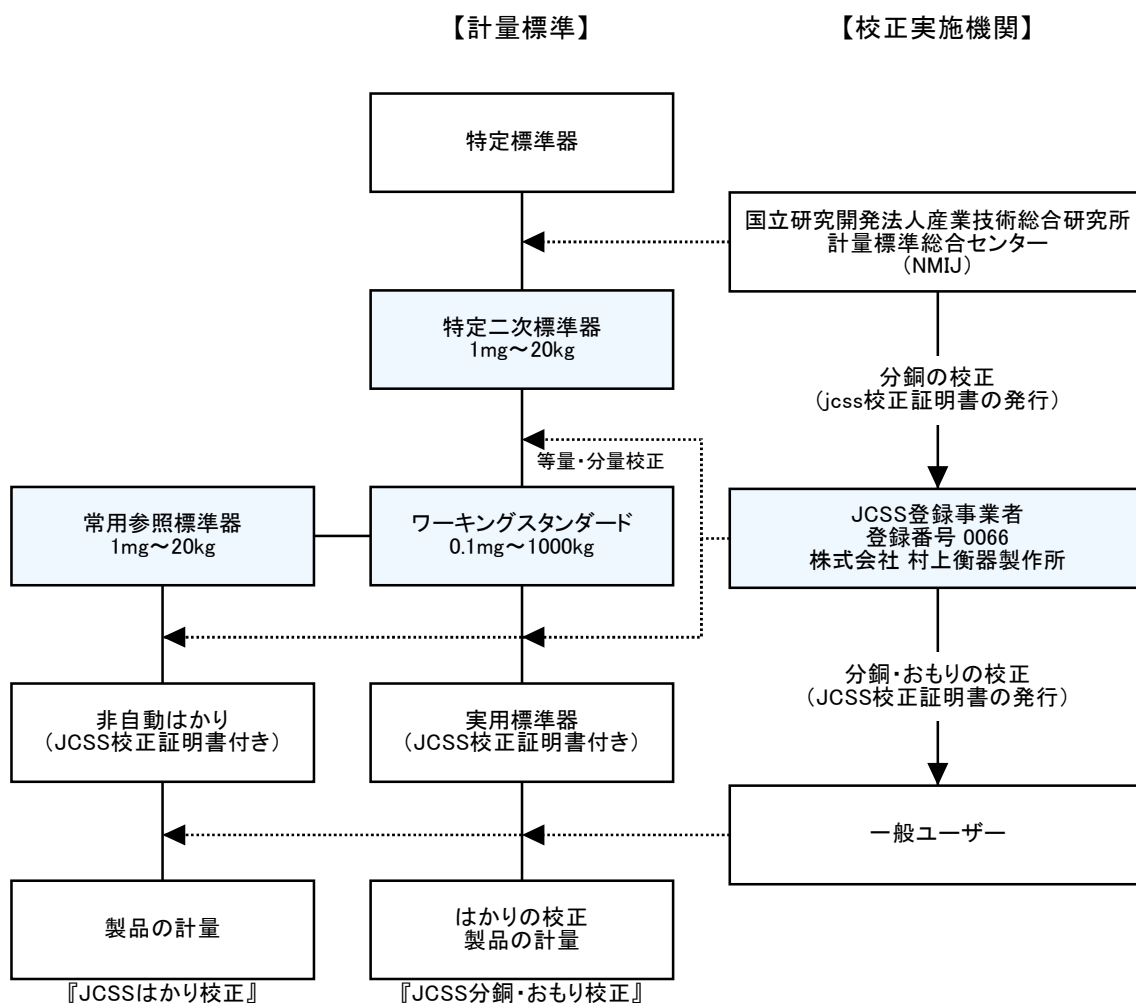 【計量標準】
【校正実施機関】
特定標準器
国立研究開発法人産業技術総合研究所
計量標準総合センター
（NMIJ）
特定二次標準器
1mg～20kg
分銅の校正
（jcss校正証明書の発行）
等量・分量校正
常用参照標準器
1mg～20kg
ワーキングスタンダード
0.1mg～1000kg
JCSS登録事業者
登録番号 0066
株式会社 村上衡器製作所
分銅・おもりの校正
（JCSS校正証明書の発行）
非自動はかり
（JCSS校正証明書付き）
実用標準器
（JCSS校正証明書付き）
一般ユーザー
製品の計量
はかりの校正
製品の計量
『JCSSはかり校正』
『JCSS分銅・おもり校正』